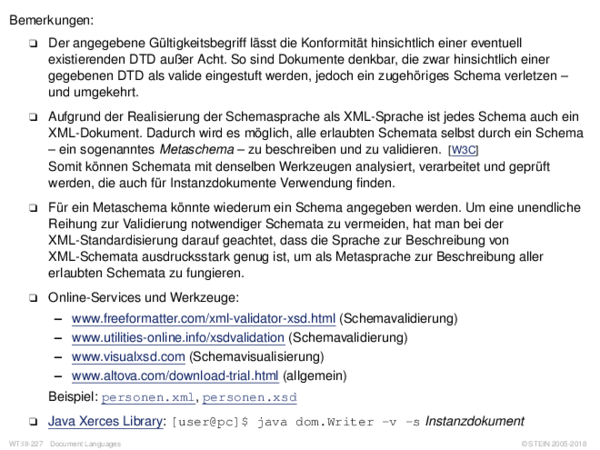 Bemerkungen:
❑ Der angegebene Gültigkeitsbegriff lässt die Konformität hinsichtlich einer eventuell
existierenden DTD außer Acht. So sind Dokumente denkbar, die zwar hinsichtlich einer
gegebenen DTD als valide eingestuft werden, jedoch ein zugehöriges Schema verletzen –
und umgekehrt.
❑ Aufgrund der Realisierung der Schemasprache als XML-Sprache ist jedes Schema auch ein
XML-Dokument. Dadurch wird es möglich, alle erlaubten Schemata selbst durch ein Schema
– ein sogenanntes Metaschema – zu beschreiben und zu validieren. [W3C]
Somit können Schemata mit denselben Werkzeugen analysiert, verarbeitet und geprüft
werden, die auch für Instanzdokumente Verwendung finden.
❑ Für ein Metaschema könnte wiederum ein Schema angegeben werden. Um eine unendliche
Reihung zur Validierung notwendiger Schemata zu vermeiden, hat man bei der
XML-Standardisierung darauf geachtet, dass die Sprache zur Beschreibung von
XML-Schemata ausdrucksstark genug ist, um als Metasprache zur Beschreibung aller
erlaubten Schemata zu fungieren.
❑ Online-Services und Werkzeuge:
– www.freeformatter.com/xml-validator-xsd.html (Schemavalidierung)
– www.utilities-online.info/xsdvalidation (Schemavalidierung)
– www.visualxsd.com (Schemavisualisierung)
– www.altova.com/download-trial.html (allgemein)
Beispiel: personen.xml, personen.xsd
❑ Java Xerces Library: [user@pc]$ java dom.Writer -v -s Instanzdokument
WT:III-227 Document Languages © STEIN 2005-2018